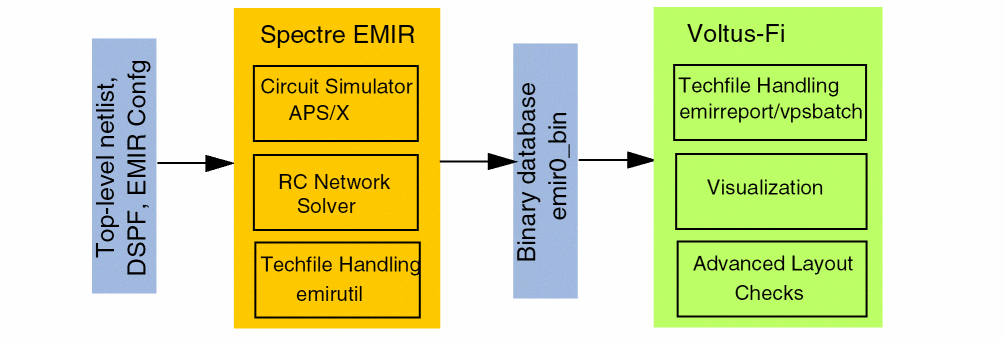 Top-level netlist,
DSPF, EMIR Confg
Spectre EMIR
Circuit Simulator
APS/X
RC Network
Solver
Techfile Handling
emirutil
Binary database
emir0_bin
Voltus-Fi
Techfile Handling
emirreport/vpsbatch
Visualization
Advanced Layout
Checks